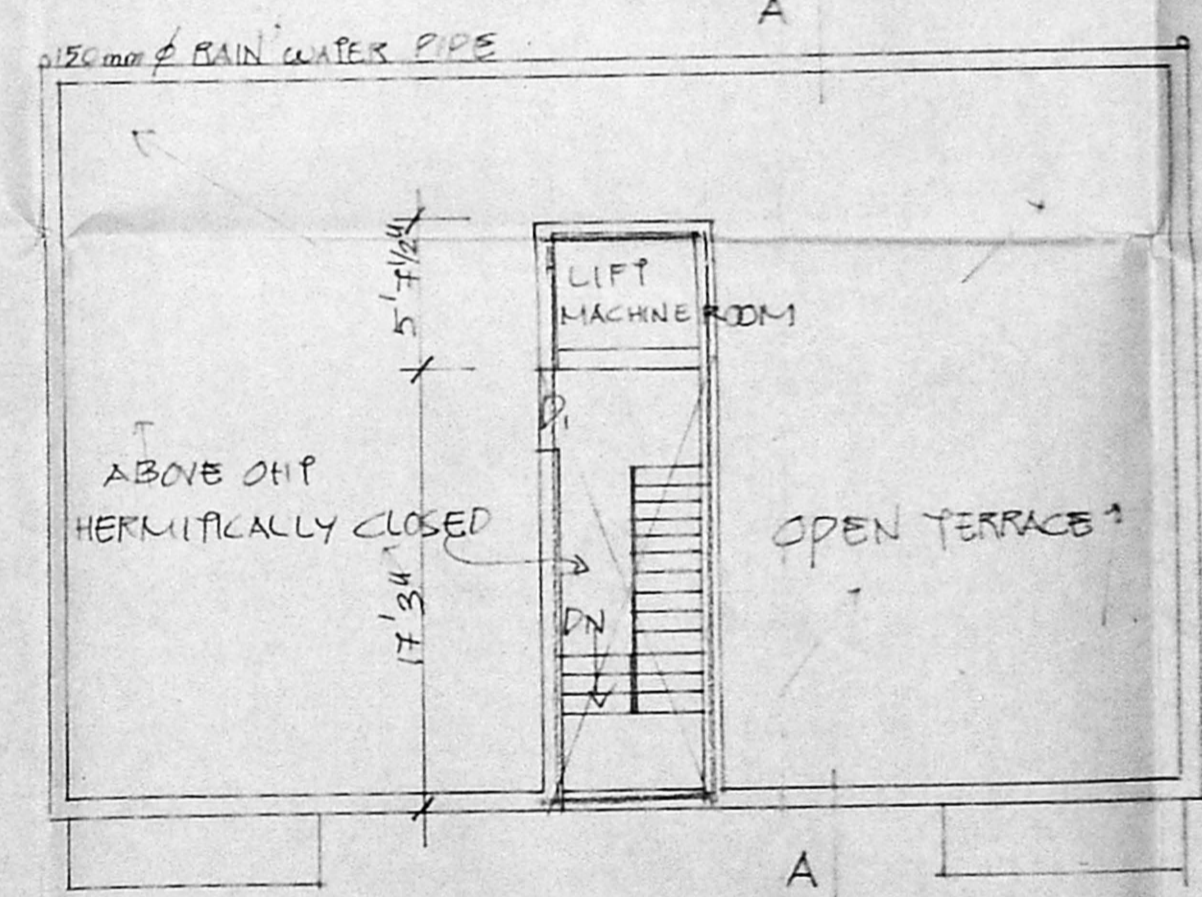 A
150mm ϕ RAIN WATER PIPE
5'7½"
LIFT
MACHINE ROOM
D1
ABOVE OHT
HERMITICALLY CLOSED
OPEN TERRACE
17'3"
DN
A